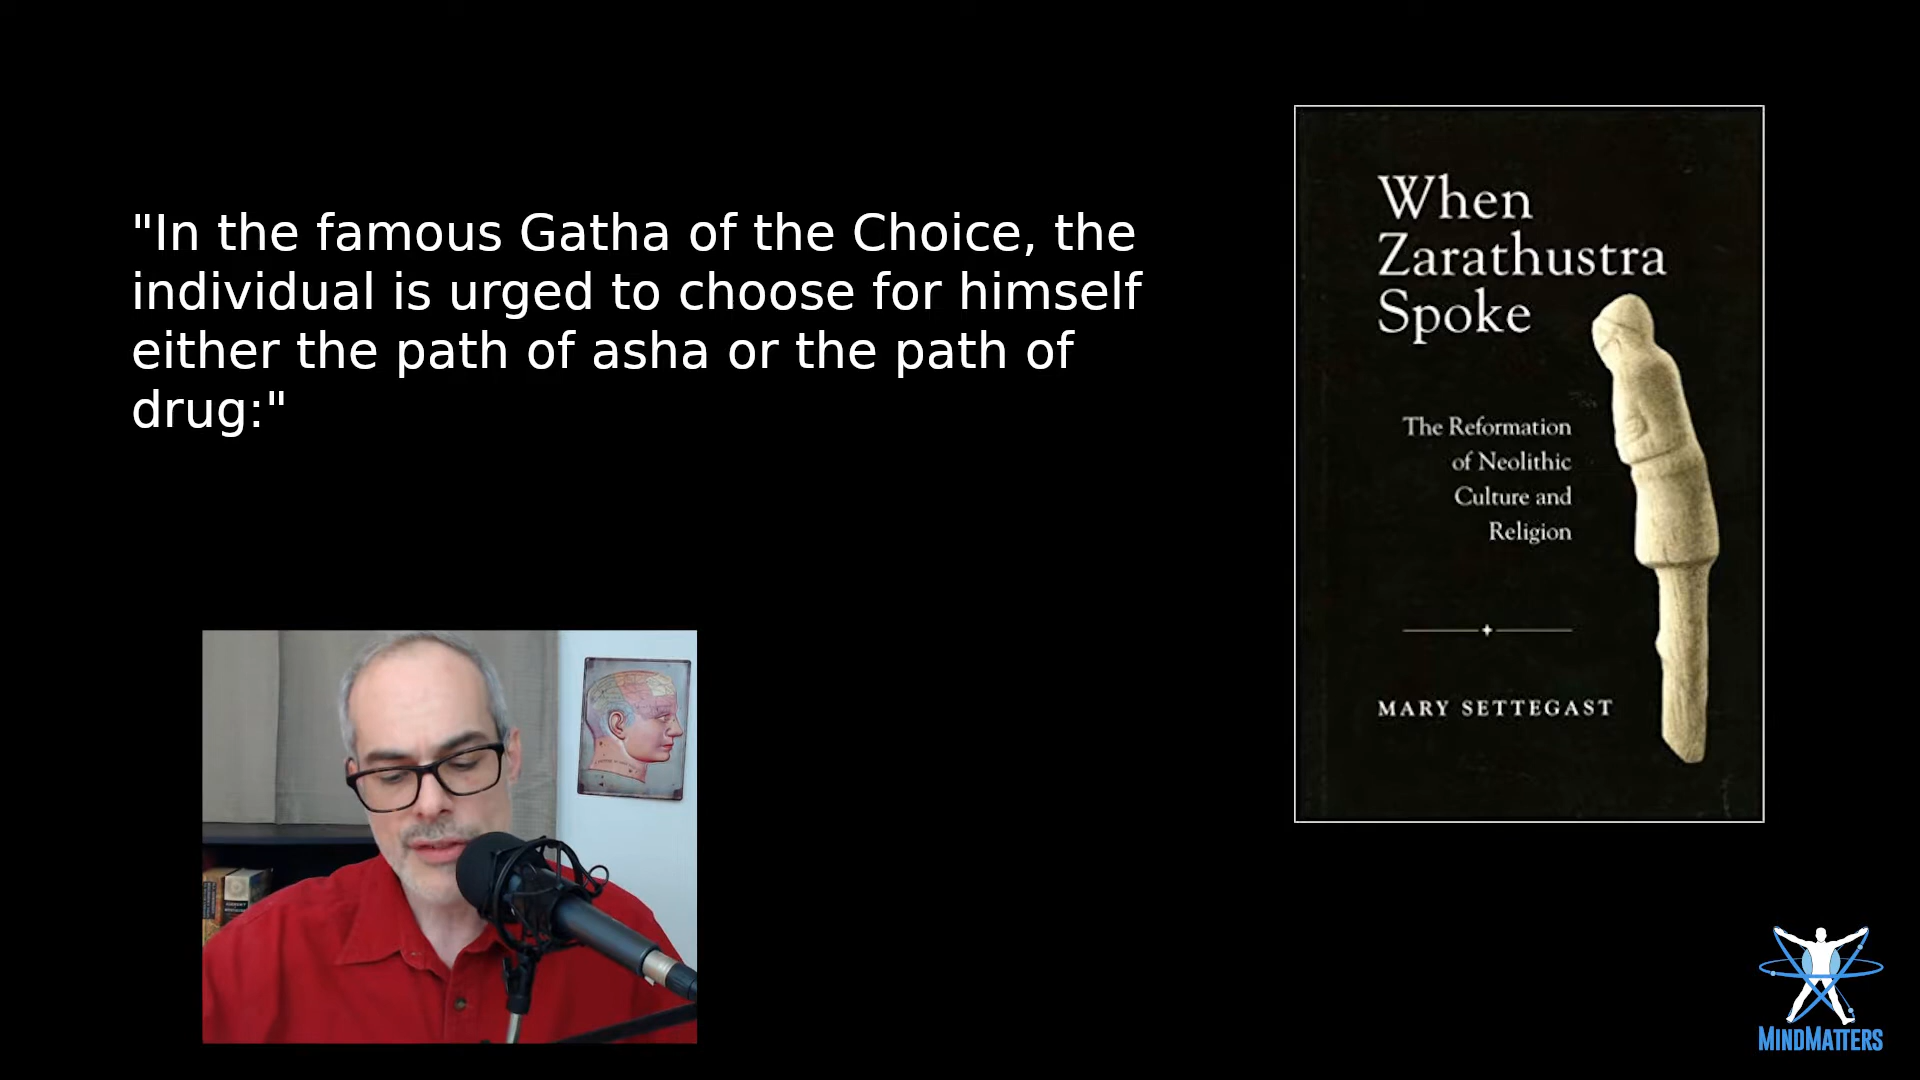 "In the famous Gatha of the Choice, the
individual is urged to choose for himself
either the path of asha or the path of
drug:"
When
Zarathustra
Spoke
The Reformation
of Neolithic
Culture and
Religion
MARY SETTEGAST
MINDMATTERS